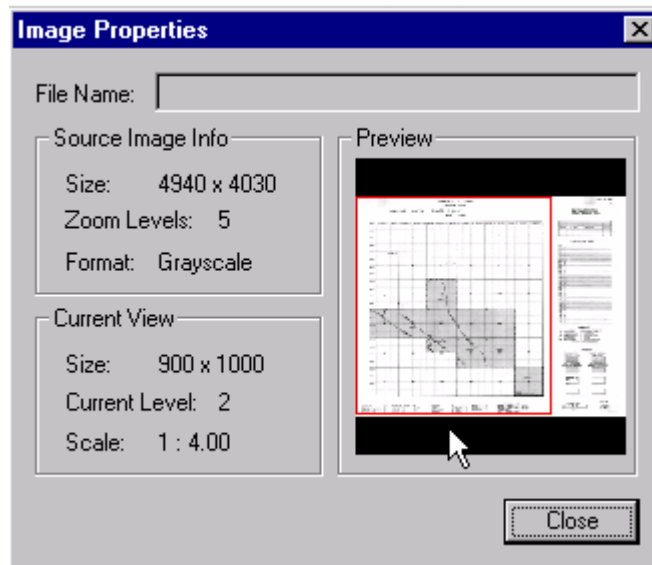 Image Properties
File Name:
Source Image Info
Size: 4940 x 4030
Zoom Levels: 5
Format: Grayscale
Current View
Size: 900 x 1000
Current Level: 2
Scale: 1 : 4.00
Preview
Close